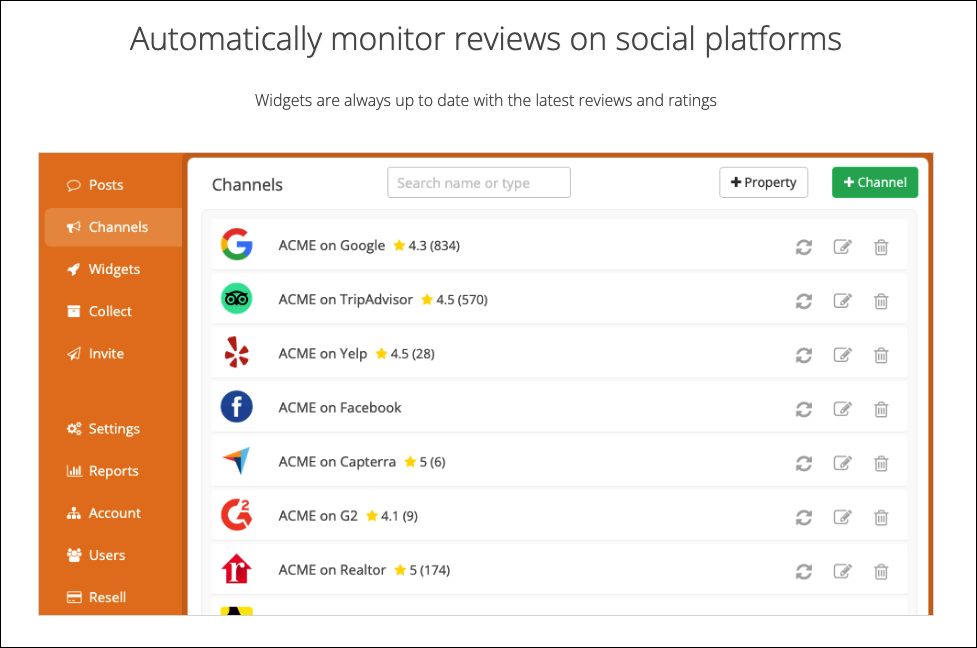 Automatically monitor reviews on social platforms
Widgets are always up to date with the latest reviews and ratings
Posts
Channels
Widgets
Collect
Invite
Settings
Reports
Account
Users
Resell
Channels
Search name or type
+ Property
+ Channel
ACME on Google ★ 4.3 (834)
ACME on TripAdvisor ★ 4.5 (570)
ACME on Yelp ★ 4.5 (28)
f
ACME on Facebook
ACME on Capterra ★ 5 (6)
G2
ACME on G2 ★ 4.1 (9)
r
ACME on Realtor ★ 5 (174)